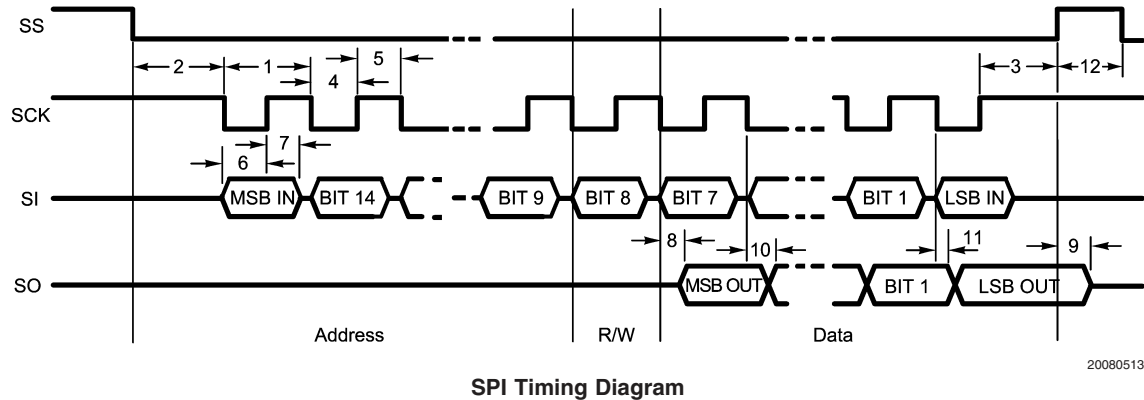 SS
2 1 5 4 3 12
SCK
6 7
SI MSB IN BIT 14 BIT 9 BIT 8 BIT 7 BIT 1 LSB IN
8 10 11 9
SO MSB OUT BIT 1 LSB OUT
Address R/W Data
20080513
SPI Timing Diagram